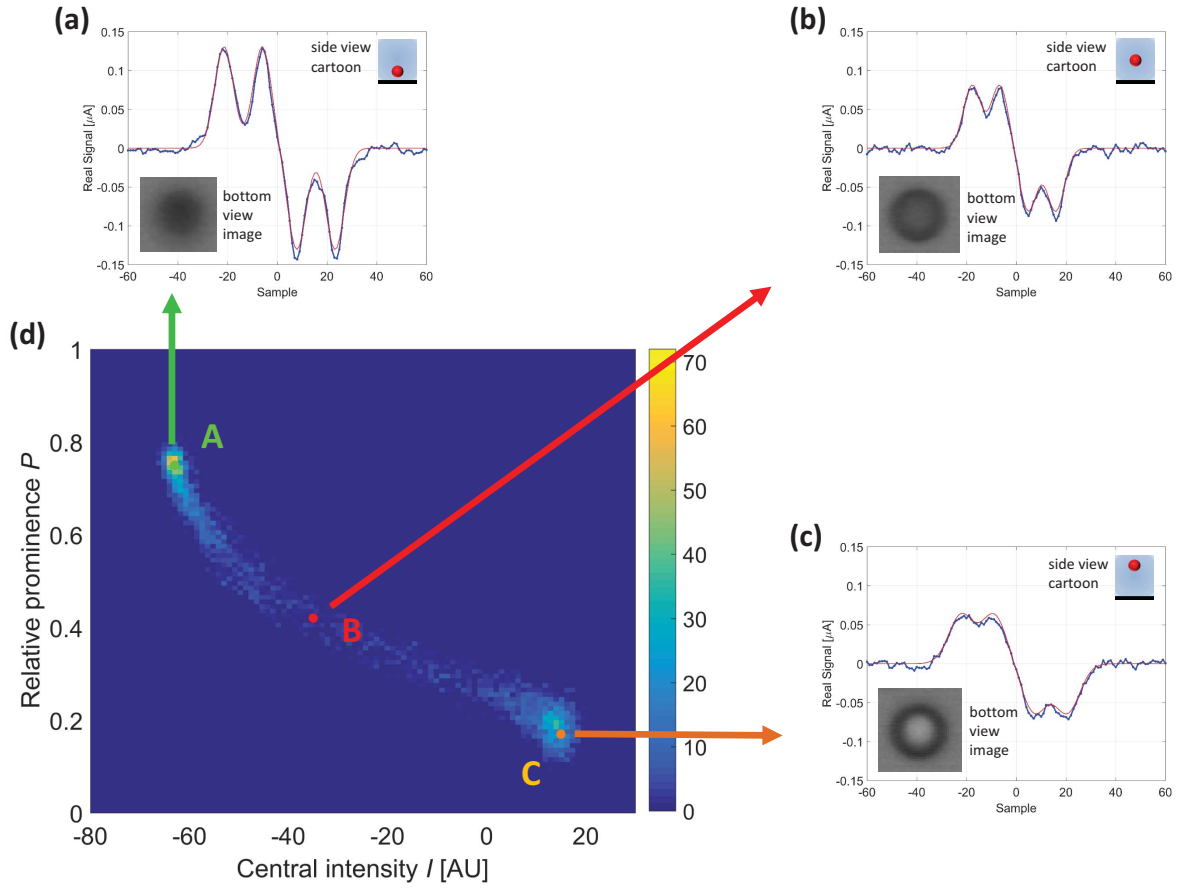 (a)
0.15
0.1
0.05
0
-0.05
-0.1
-0.15
Real Signal [µA]
-60 -40 -20 0 20 40 60
Sample
side view
cartoon
bottom
view
image
(b)
0.15
0.1
0.05
0
-0.05
-0.1
-0.15
Real Signal [µA]
-60 -40 -20 0 20 40 60
Sample
side view
cartoon
bottom
view
image
(d)
1
0.8
0.6
0.4
0.2
0
Relative prominence P
-80 -60 -40 -20 0 20
Central intensity I [AU]
A
B
C
70
60
50
40
30
20
10
0
(c)
0.15
0.1
0.05
0
-0.05
-0.1
-0.15
Real Signal [µA]
-60 -40 -20 0 20 40 60
Sample
side view
cartoon
bottom
view
image